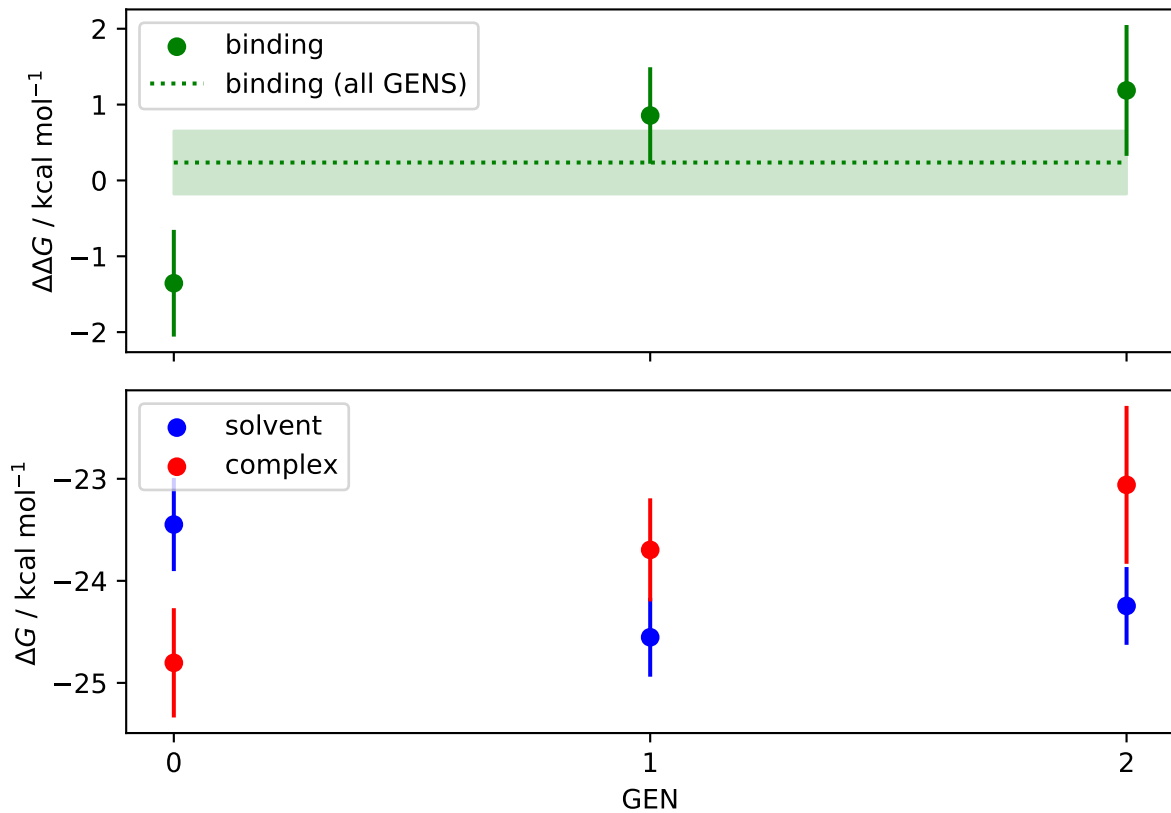 2
1
0
−1
−2
ΔΔG / kcal mol⁻¹
binding
binding (all GENS)
−23
−24
−25
ΔG / kcal mol⁻¹
solvent
complex
0
1
2
GEN